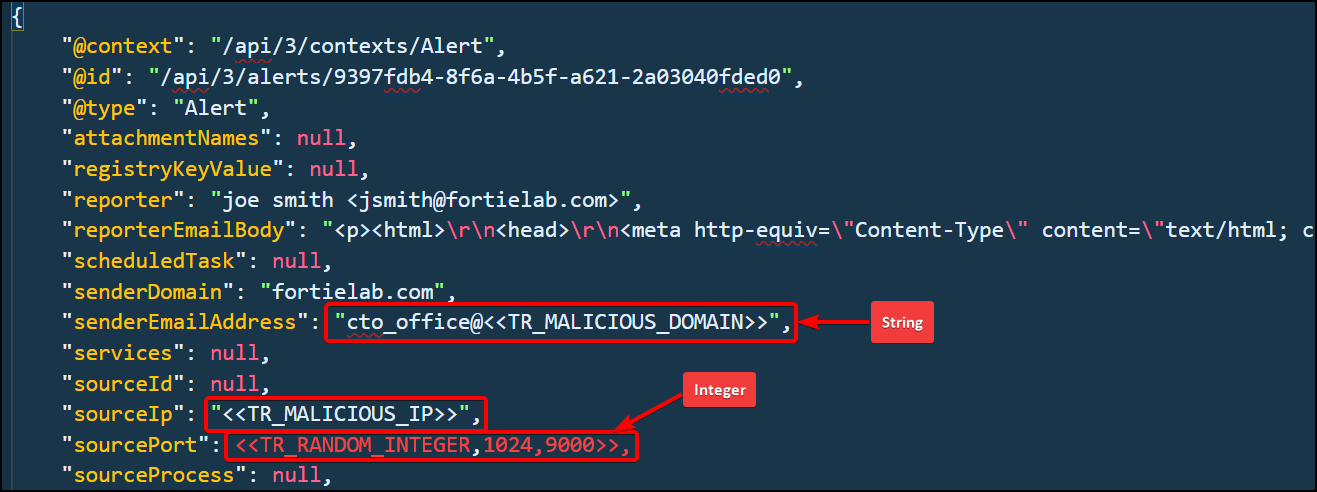 {
"@context": "/api/3/contexts/Alert",
"@id": "/api/3/alerts/9397fdb4-8f6a-4b5f-a621-2a03040fded0",
"@type": "Alert",
"attachmentNames": null,
"registryKeyValue": null,
"reporter": "joe smith <jsmith@fortielab.com>",
"reporterEmailBody": "<p><html>\r\n<head>\r\n<meta http-equiv=\"Content-Type\" content=\"text/html; c
"scheduledTask": null,
"senderDomain": "fortielab.com",
"senderEmailAddress": "cto_office@<<TR_MALICIOUS_DOMAIN>>", String
"services": null,
"sourceId": null,
Integer
"sourceIp": "<<TR_MALICIOUS_IP>>",
"sourcePort": <<TR_RANDOM_INTEGER,1024,9000>>,
"sourceProcess": null,